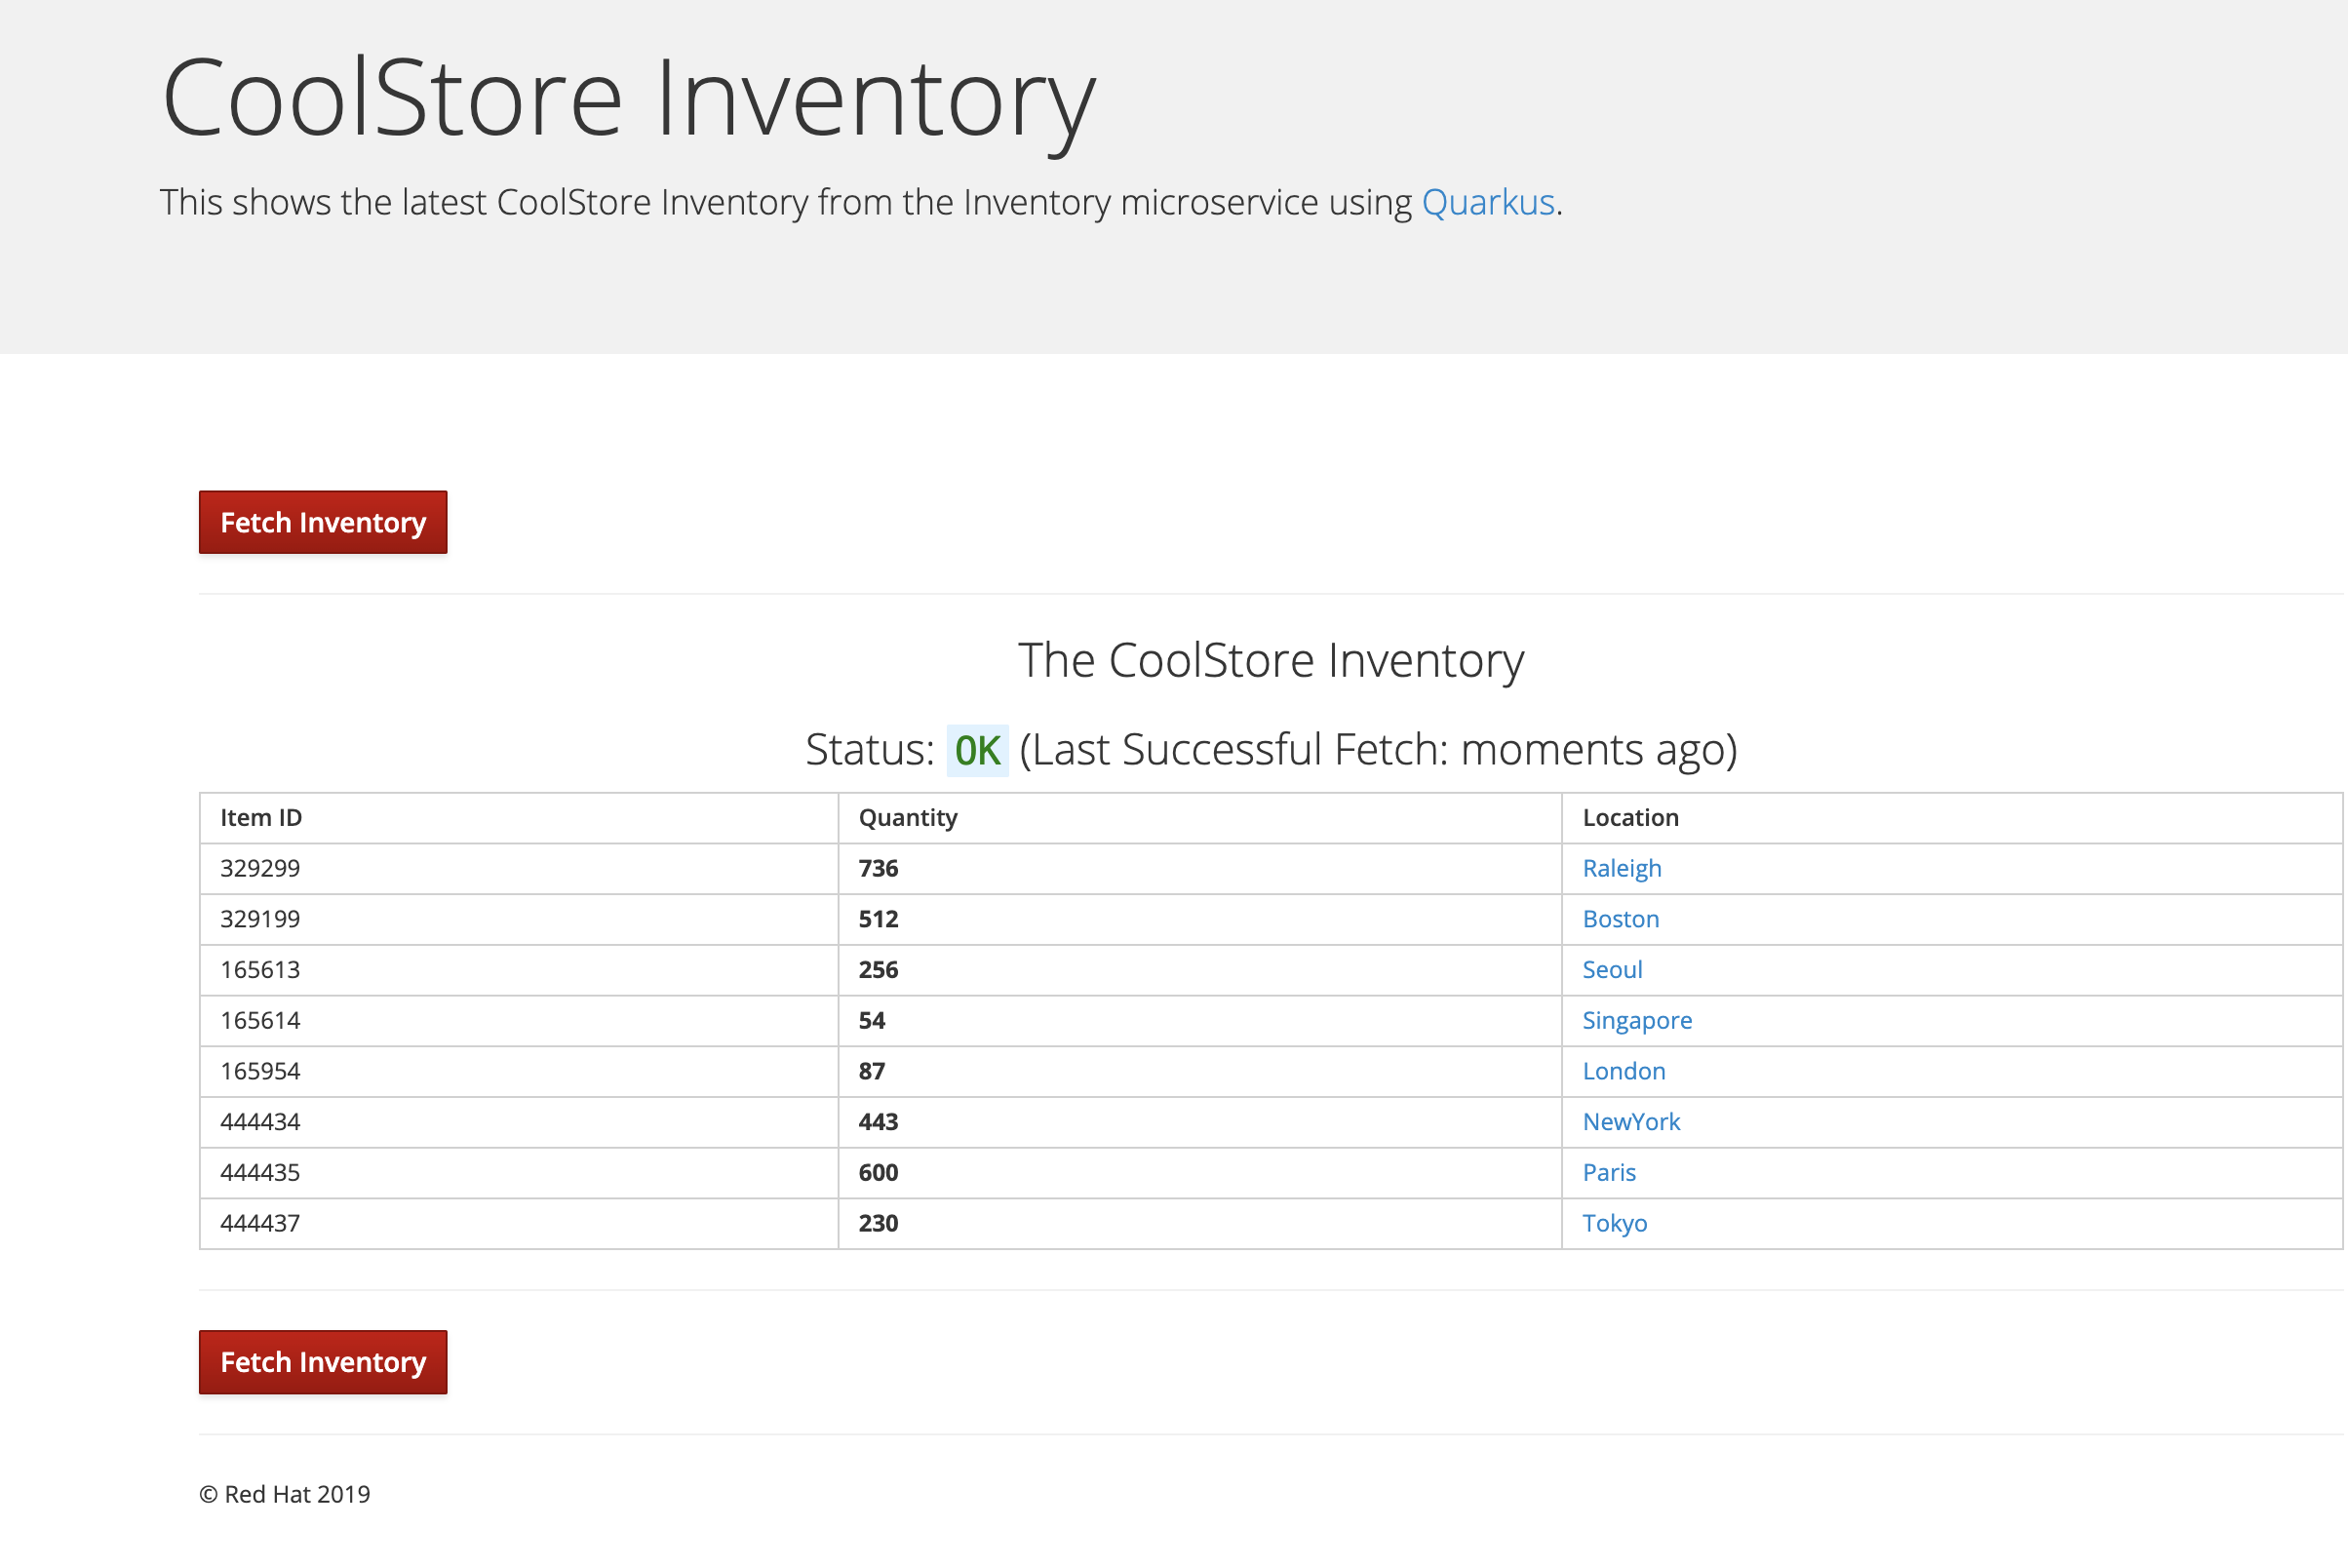 CoolStore Inventory
This shows the latest CoolStore Inventory from the Inventory microservice using Quarkus.
Fetch Inventory
The CoolStore Inventory
Status: OK (Last Successful Fetch: moments ago)
Item ID Quantity Location
329299 736 Raleigh
329199 512 Boston
165613 256 Seoul
165614 54 Singapore
165954 87 London
444434 443 NewYork
444435 600 Paris
444437 230 Tokyo
Fetch Inventory
© Red Hat 2019